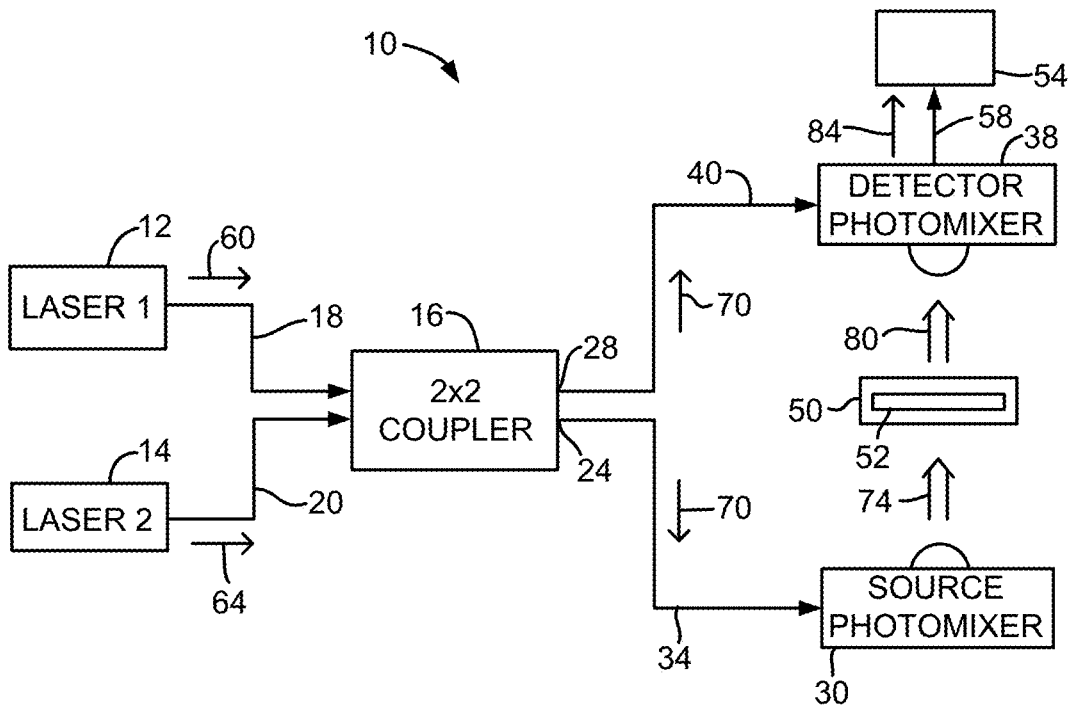 10
54
84
58
38
DETECTOR
PHOTOMIXER
40
12
60
LASER 1
18
70
80
16
28
2x2
COUPLER
50
52
24
14
LASER 2
20
70
74
64
SOURCE
PHOTOMIXER
34
30